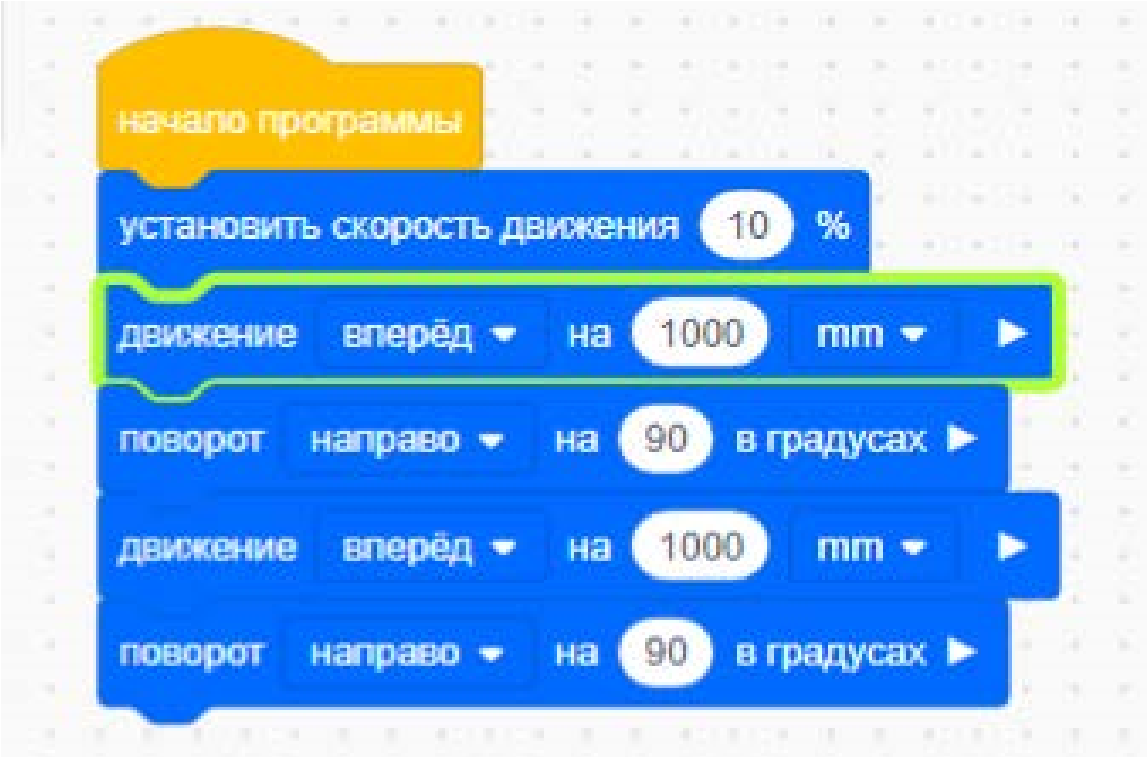 начало программы
установить скорость движения 10 %
движение вперёд на 1000 mm
поворот направо на 90 в градусах
движение вперёд на 1000 mm
поворот направо на 90 в градусах